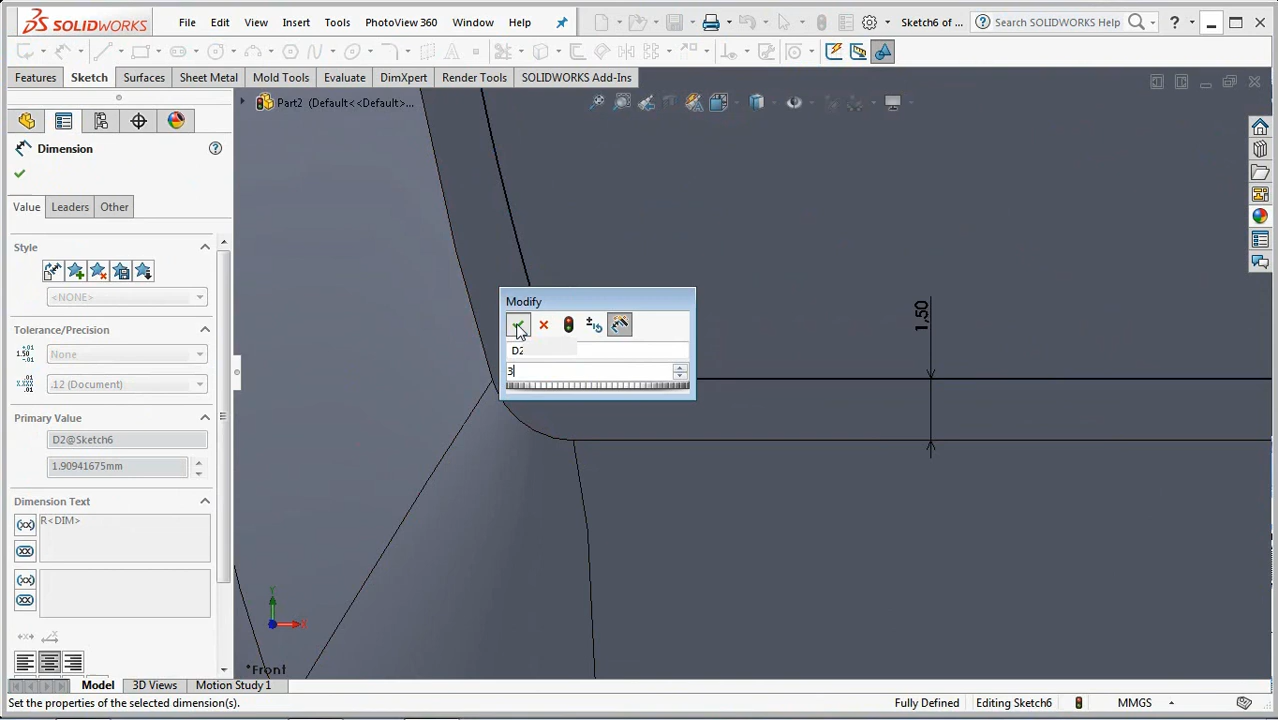 SOLIDWORKS File Edit View Insert Tools PhotoView 360 Window Help Sketch6 of ... Search SOLIDWORKS Help ?
Features Sketch Surfaces Sheet Metal Mold Tools Evaluate DimXpert Render Tools SOLIDWORKS Add-Ins
Part2 (Default<<Default>...
Dimension
Value Leaders Other
Style
<NONE>
Tolerance/Precision
None
.12 (Document)
Primary Value
D2@Sketch6
1.90941675mm
Dimension Text
R<DIM>
Modify
D2
3
1,50
Y
X
*Front
Model 3D Views Motion Study 1
Set the properties of the selected dimension(s). Fully Defined Editing Sketch6 MMGS